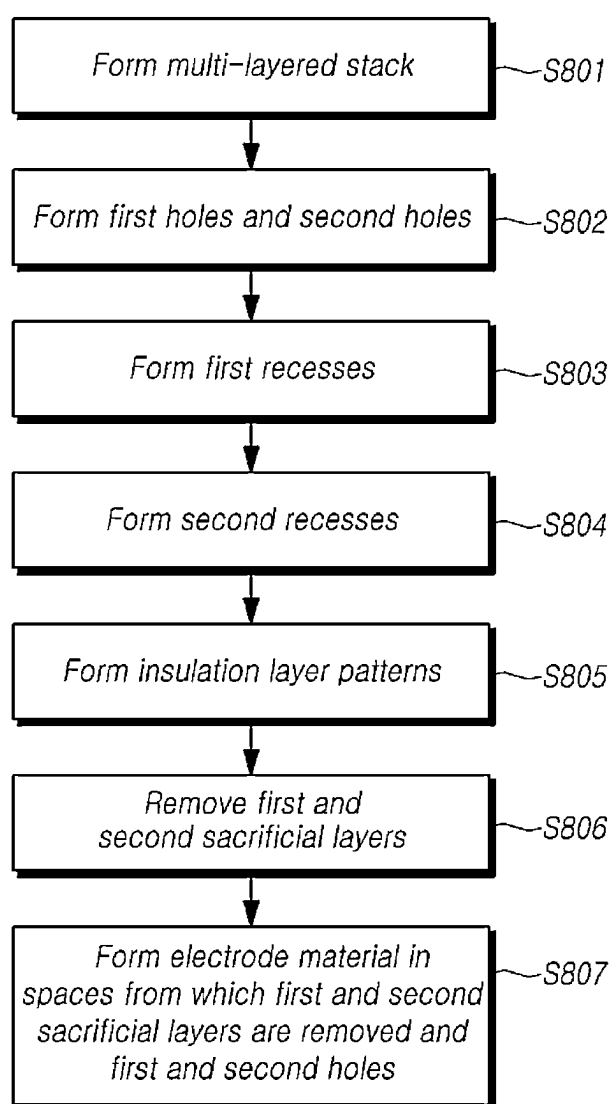 Form multi-layered stack
S801
Form first holes and second holes
S802
Form first recesses
S803
Form second recesses
S804
Form insulation layer patterns
S805
Remove first and
second sacrificial layers
S806
Form electrode material in
spaces from which first and second
sacrificial layers are removed and
first and second holes
S807